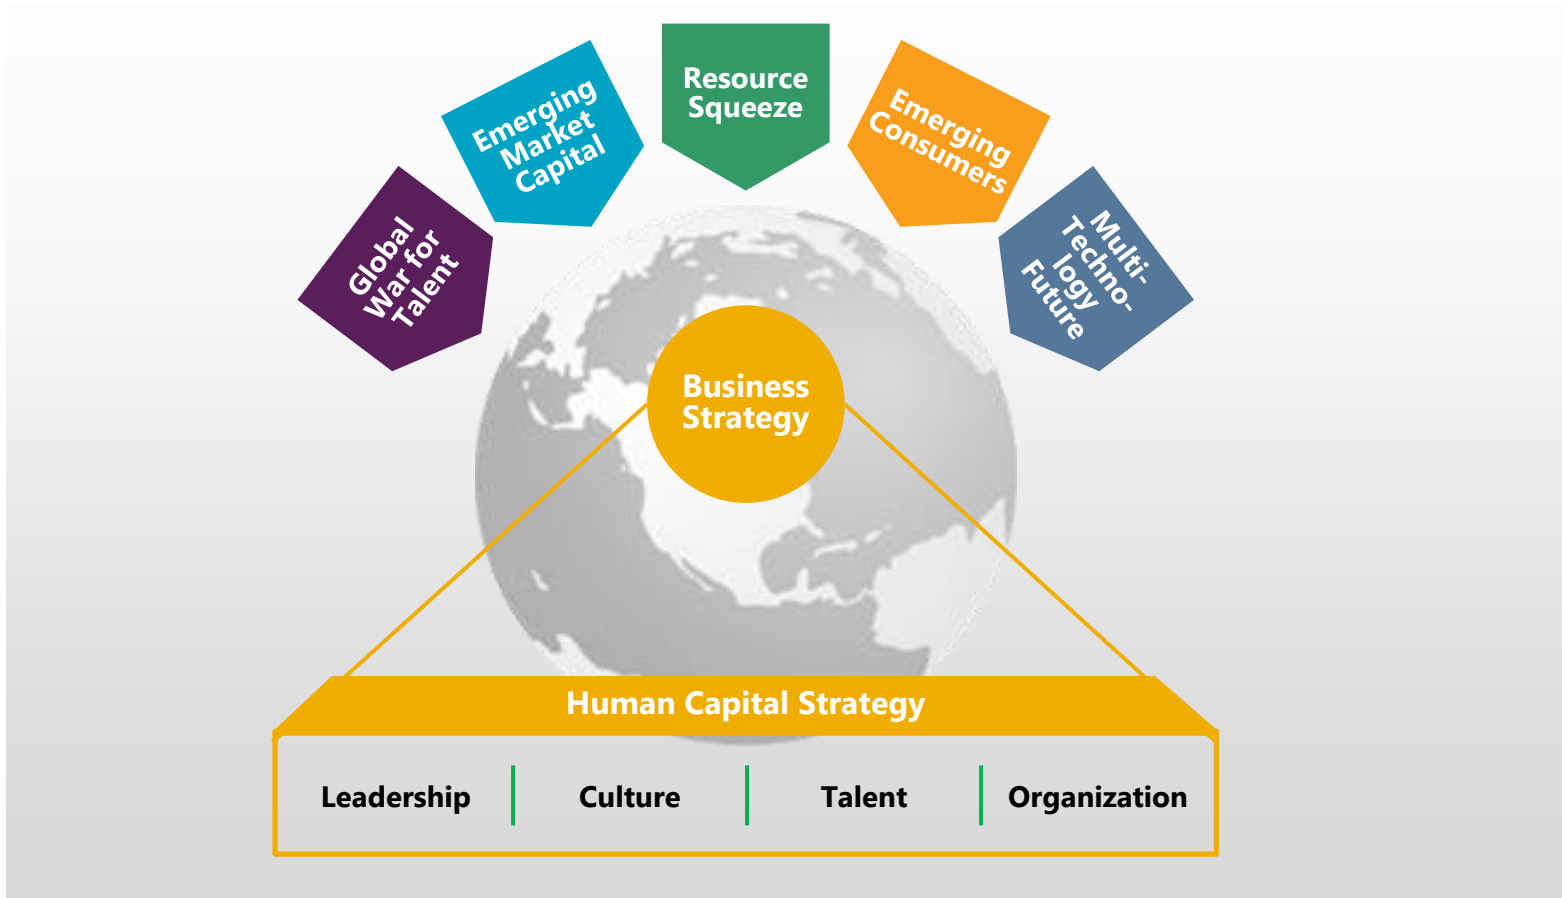 Global
War for
Talent
Emerging
Market
Capital
Resource
Squeeze
Emerging
Consumers
Multi-
Techno-
logy
Future
Business
Strategy
Human Capital Strategy
Leadership
Culture
Talent
Organization